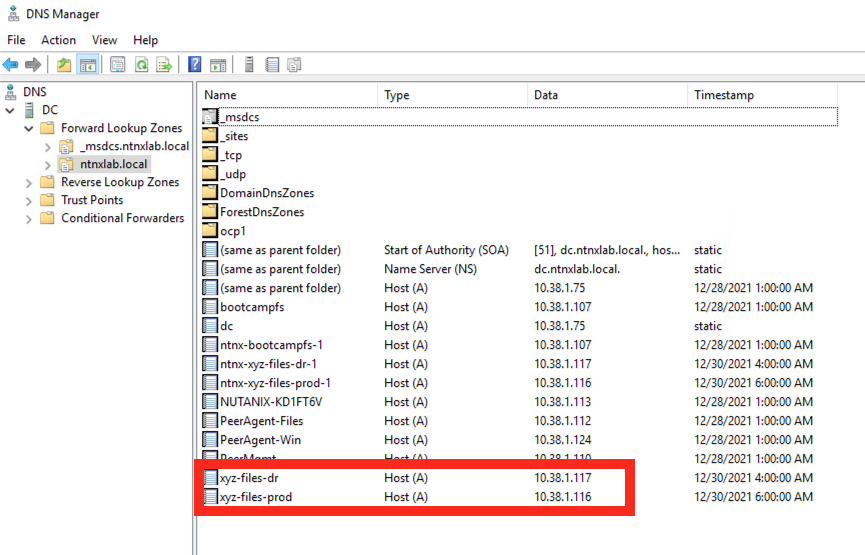 DNS Manager
File Action View Help
DNS
DC
Forward Lookup Zones
_msdcs.ntnxlab.local
ntnxlab.local
Reverse Lookup Zones
Trust Points
Conditional Forwarders
Name Type Data Timestamp
_msdcs
_sites
_tcp
_udp
DomainDnsZones
ForestDnsZones
ocp1
(same as parent folder) Start of Authority (SOA) [51], dc.ntnxlab.local., hos... static
(same as parent folder) Name Server (NS) dc.ntnxlab.local. static
(same as parent folder) Host (A) 10.38.1.75 12/28/2021 1:00:00 AM
bootcampfs Host (A) 10.38.1.107 12/28/2021 1:00:00 AM
dc Host (A) 10.38.1.75 static
ntnx-bootcampfs-1 Host (A) 10.38.1.107 12/28/2021 1:00:00 AM
ntnx-xyz-files-dr-1 Host (A) 10.38.1.117 12/30/2021 4:00:00 AM
ntnx-xyz-files-prod-1 Host (A) 10.38.1.116 12/30/2021 6:00:00 AM
NUTANIX-KD1FT6V Host (A) 10.38.1.113 12/28/2021 1:00:00 AM
PeerAgent-Files Host (A) 10.38.1.112 12/28/2021 1:00:00 AM
PeerAgent-Win Host (A) 10.38.1.124 12/28/2021 1:00:00 AM
PeerMgmt Host (A) 10.38.1.110 12/28/2021 1:00:00 AM
xyz-files-dr Host (A) 10.38.1.117 12/30/2021 4:00:00 AM
xyz-files-prod Host (A) 10.38.1.116 12/30/2021 6:00:00 AM